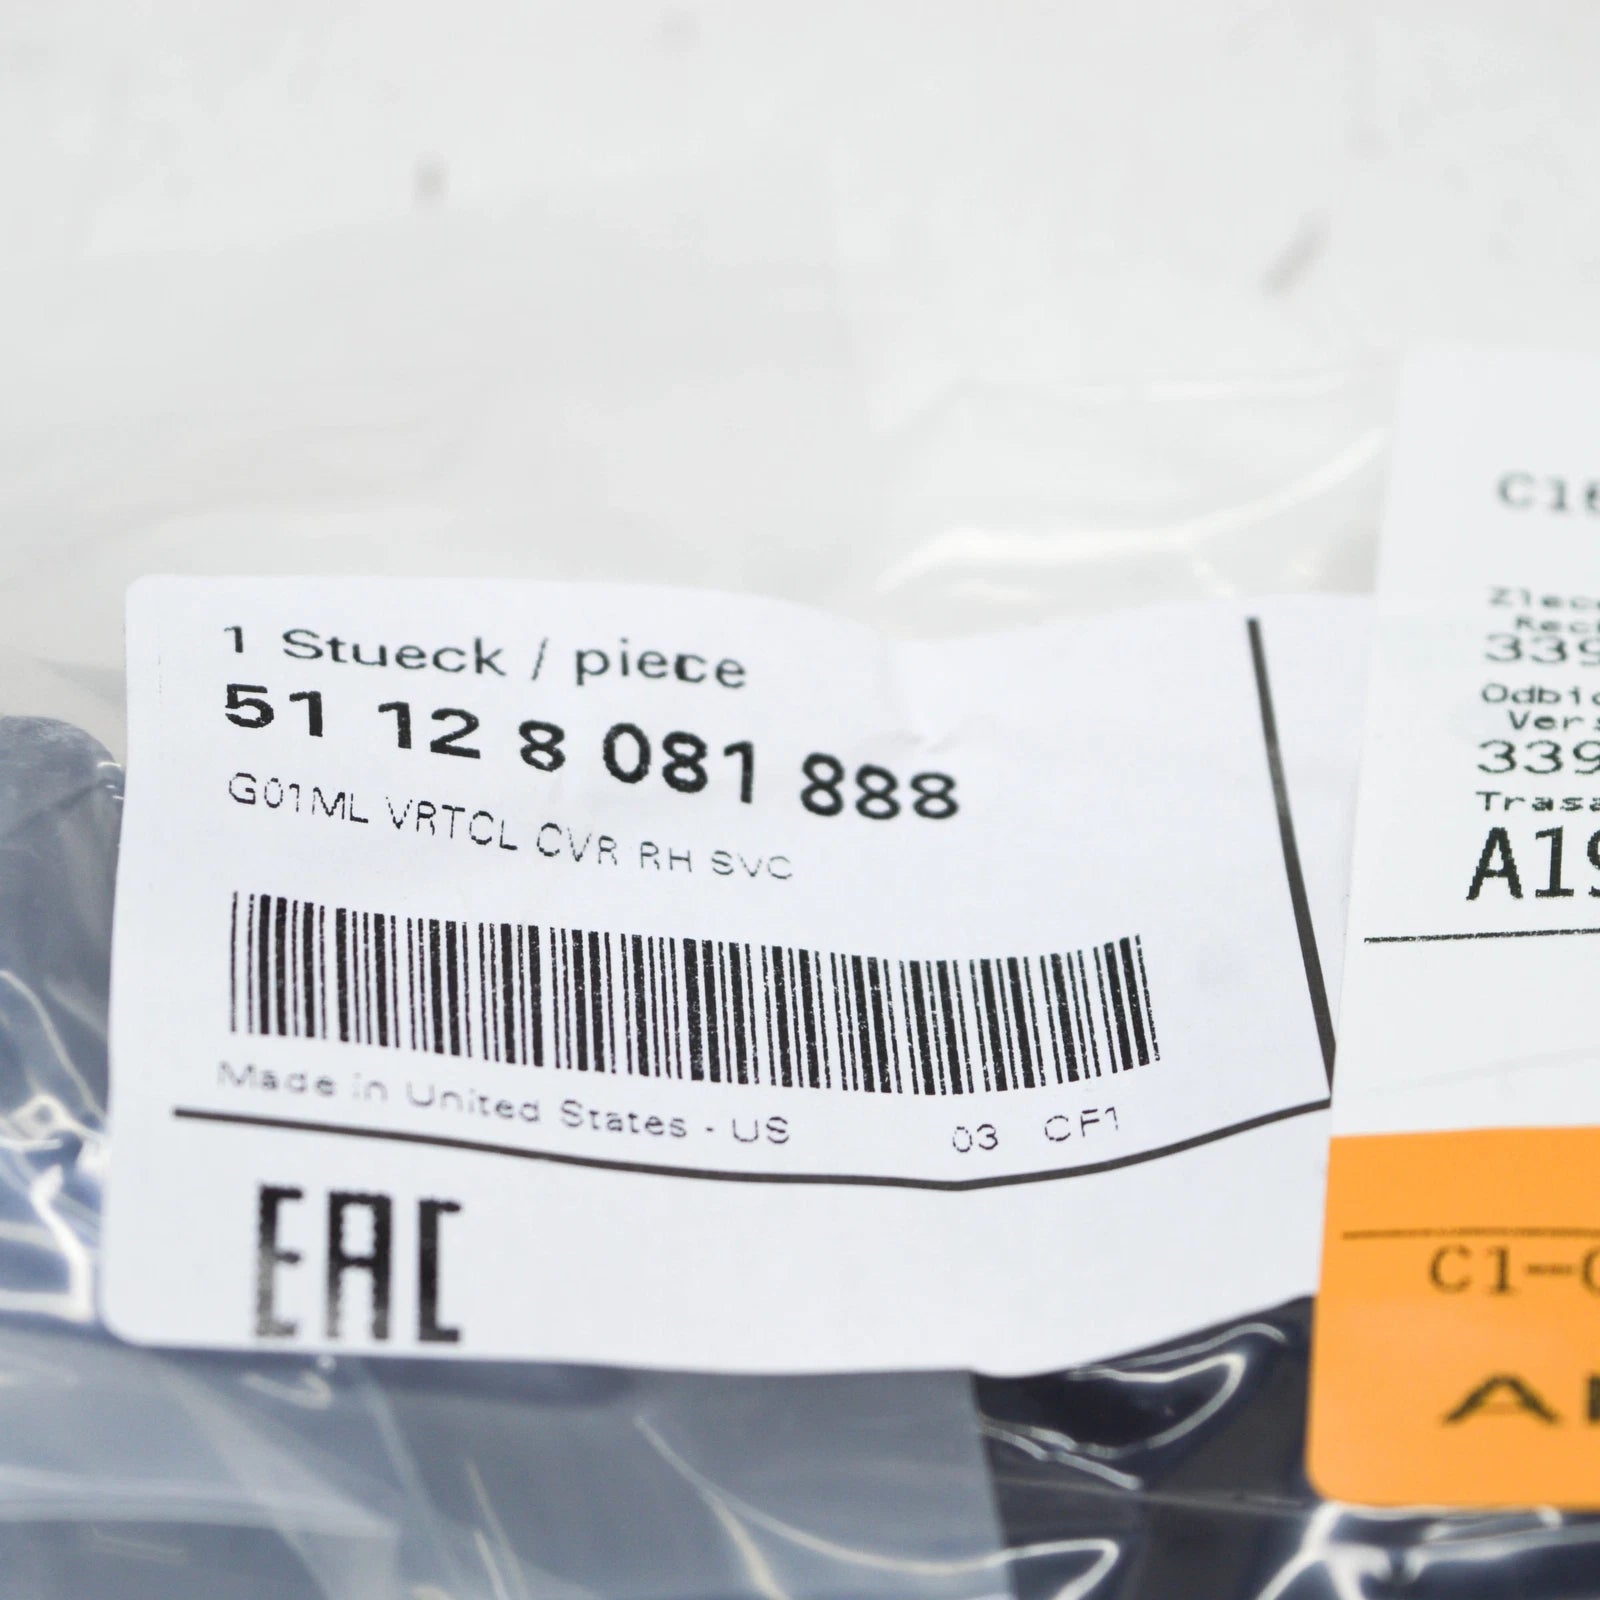 1 Stueck / piece
51 12 8 081 888
G01ML VRTCL CVR RH SVC
Made in United States - US 03 CF1
EAC
339
339
Trasa
A19
C1-